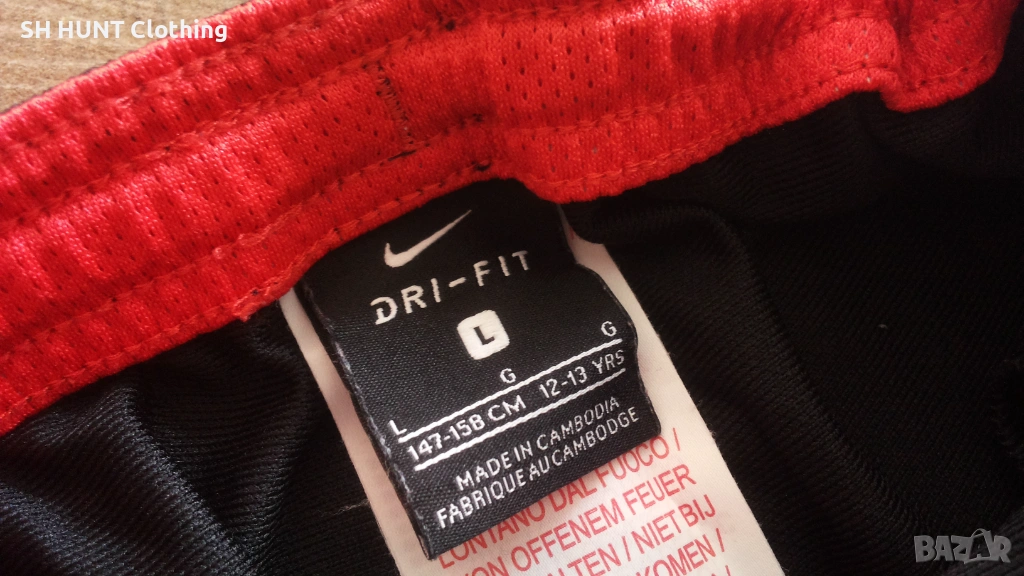 SH HUNT Clothing
DRI-FIT
L
L G G
147-158 CM 12-13 YRS
MADE IN CAMBODIA
FABRIQUE AU CAMBODGE
LONTANO DAL FUOCO /
VON OFFENEM FEUER
TEN / NIET BIJ
KOMEN /
BAZAR